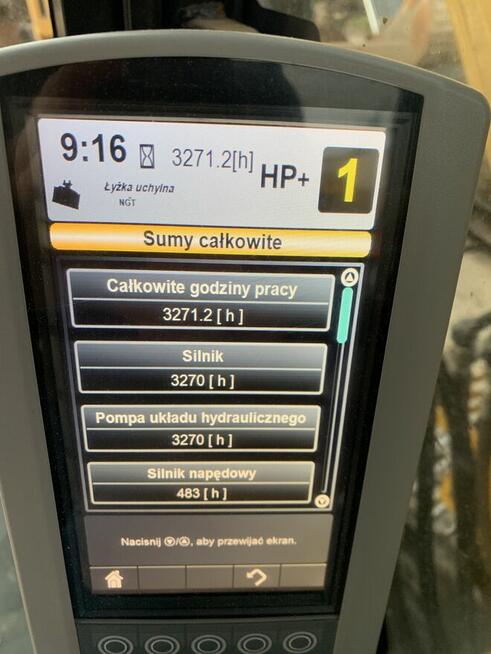 9:16 3271.2[h] HP+ 1
Łyżka uchylna
NGT
Sumy całkowite
Całkowite godziny pracy
3271.2 [ h ]
Silnik
3270 [ h ]
Pompa układu hydraulicznego
3270 [ h ]
Silnik napędowy
483 [ h ]
Nacisnij / , aby przewijać ekran.